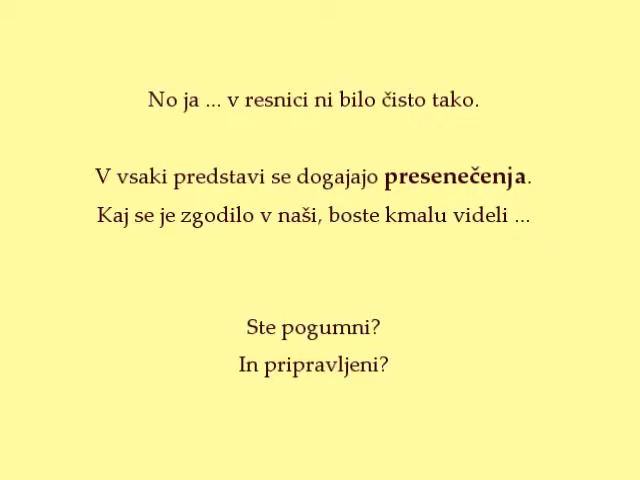 No ja ... v resnici ni bilo čisto tako.
V vsaki predstavi se dogajajo presenečenja.
Kaj se je zgodilo v naši, boste kmalu videli ...
Ste pogumni?
In pripravljeni?